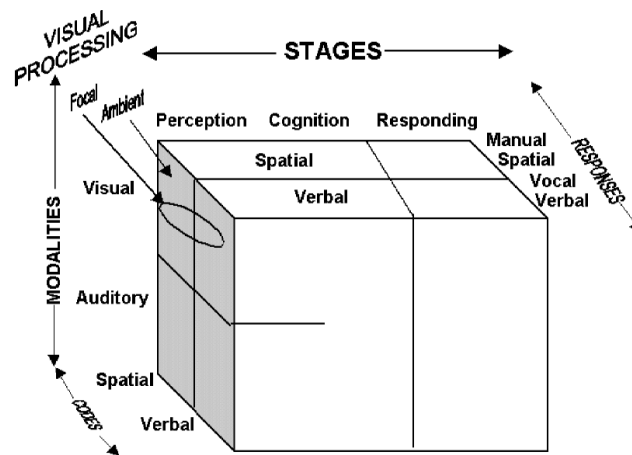 VISUAL
PROCESSING
STAGES
Focal
Ambient
Perception Cognition Responding
Spatial
Manual
Spatial
Vocal
Verbal
Verbal
RESPONSES
Visual
MODALITIES
Auditory
Spatial
Verbal
CODES